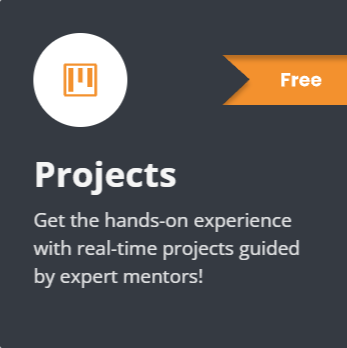 Free
Projects
Get the hands-on experience
with real-time projects guided
by expert mentors!